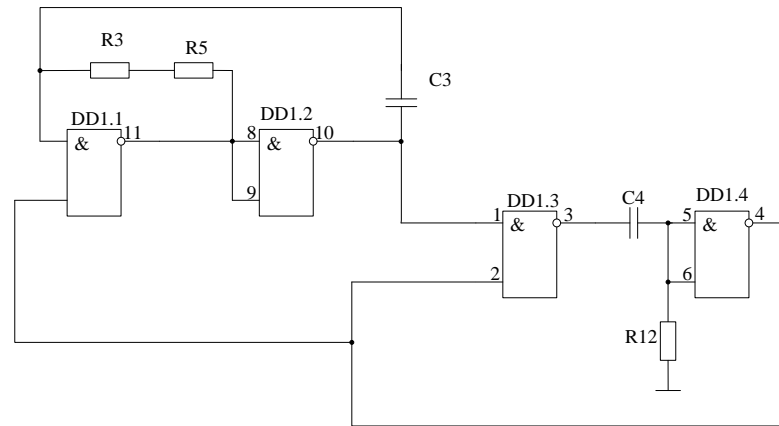 R3 R5
C3
DD1.1 DD1.2
& 11 8 & 10
9
DD1.3 C4 DD1.4
1 & 3 5 & 4
2 6
R12